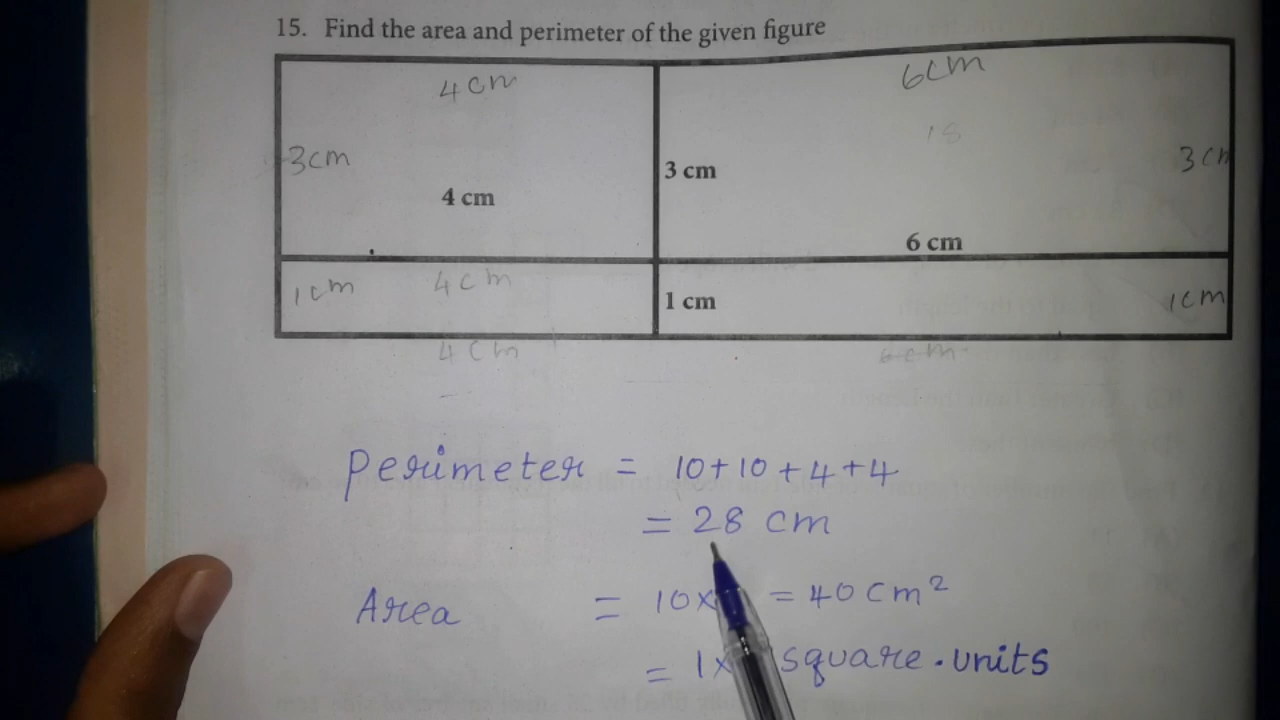 15. Find the area and perimeter of the given figure
4cm
6cm
18
3cm
3 cm
3cm
4 cm
6 cm
1cm
4cm
1 cm
1cm
4cm
6cm
Perimeter = 10+10+4+4
= 28 cm
Area = 10x = 40cm²
= 1x square.units